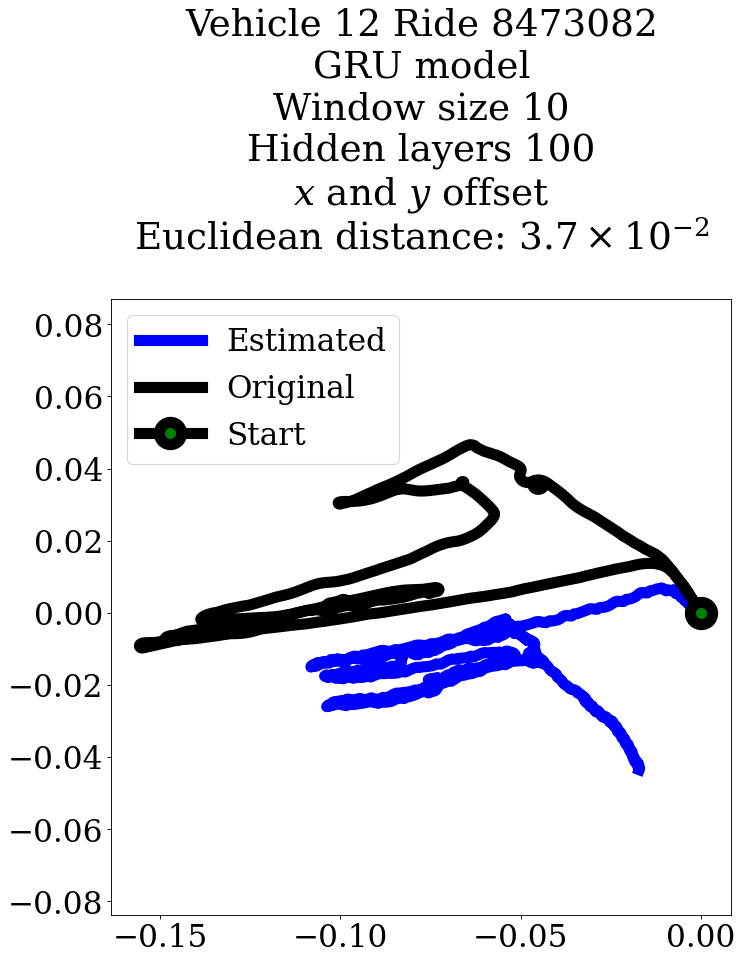 Vehicle 12 Ride 8473082
GRU model
Window size 10
Hidden layers 100
x and y offset
Euclidean distance: 3.7 × 10⁻²
Estimated
Original
Start
0.08
0.06
0.04
0.02
0.00
−0.02
−0.04
−0.06
−0.08
−0.15 −0.10 −0.05 0.00